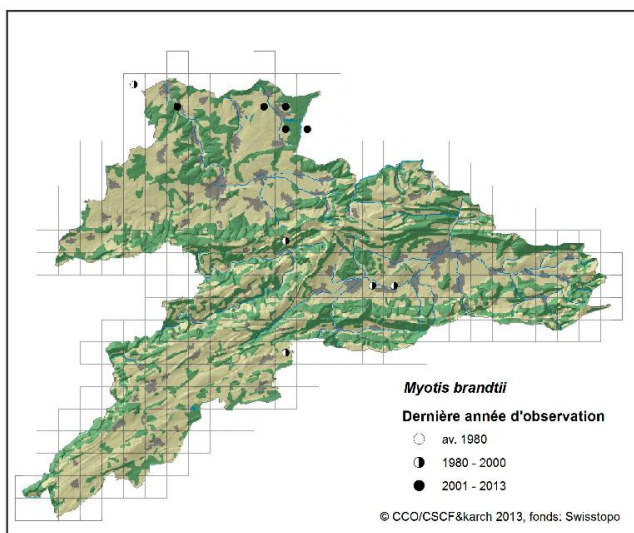 Myotis brandtii
Dernière année d'observation
av. 1980
1980 - 2000
2001 - 2013
© CCO/CSCF&karch 2013, fonds: Swisstopo